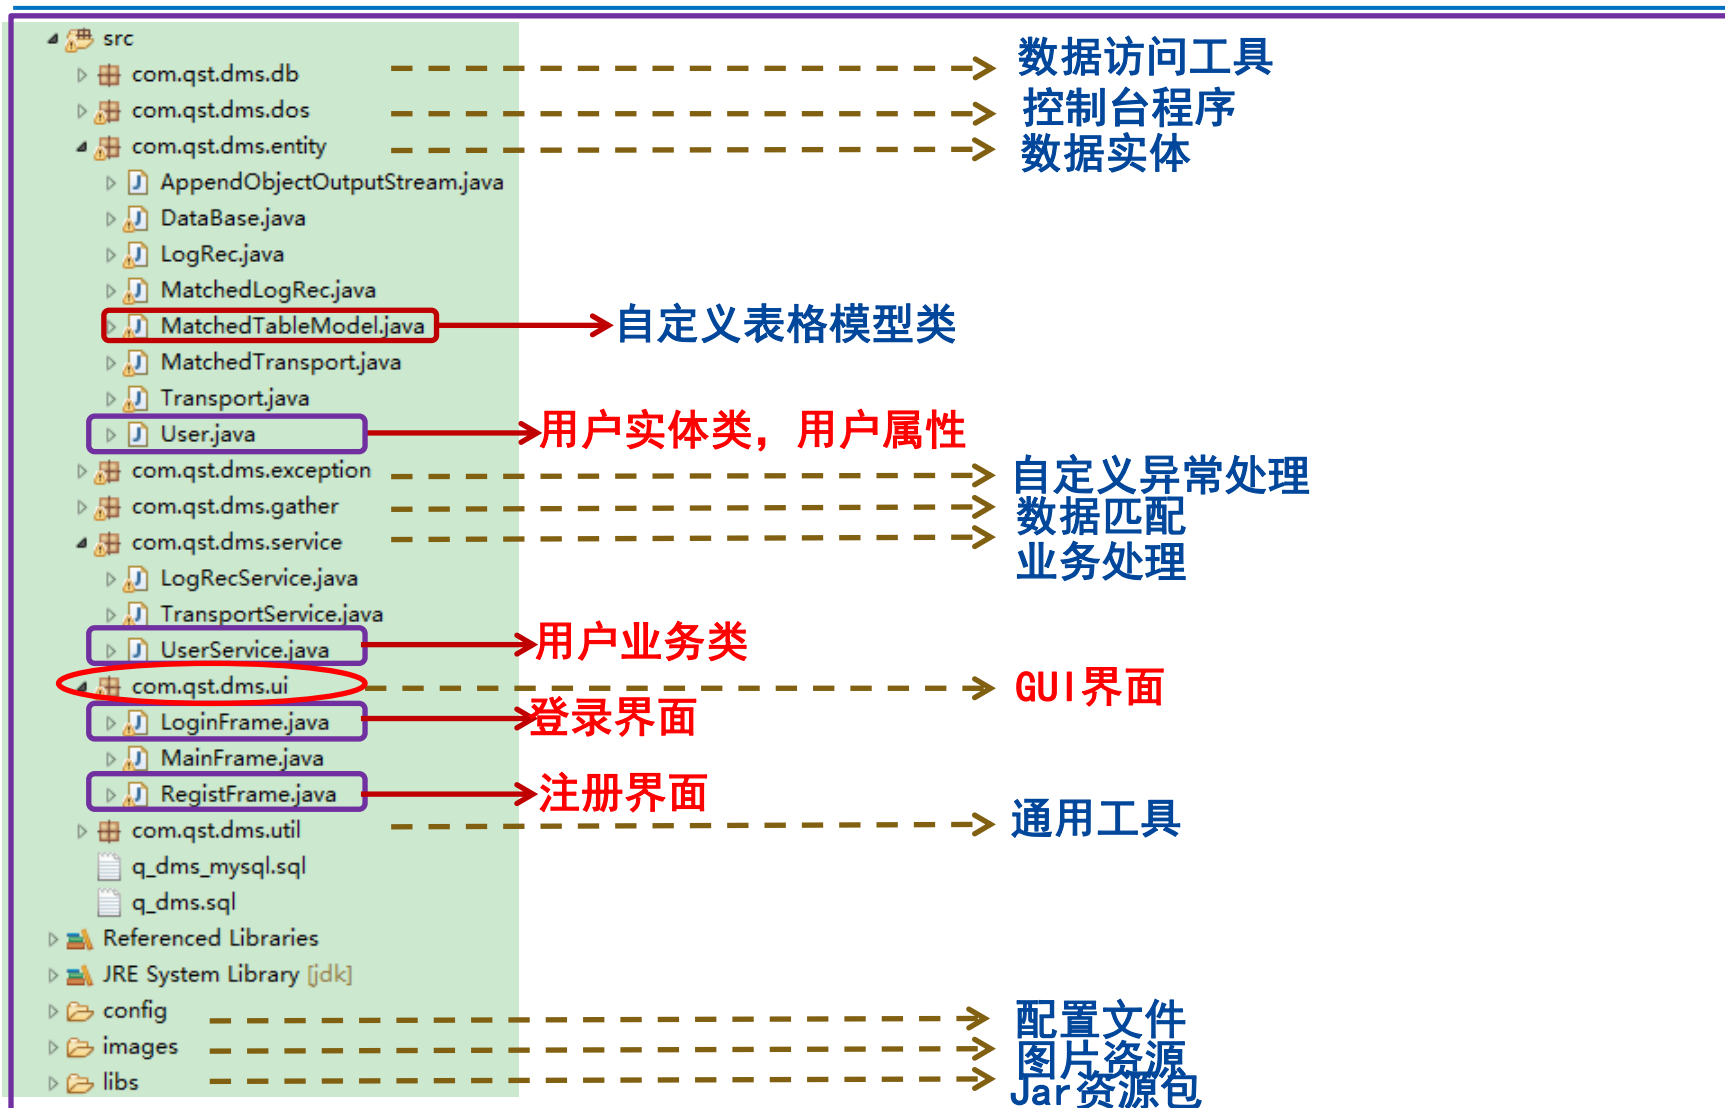 src
com.qst.dms.db 数据访问工具
com.qst.dms.dos 控制台程序
com.qst.dms.entity 数据实体
AppendObjectOutputStream.java
DataBase.java
LogRec.java
MatchedLogRec.java
MatchedTableModel.java 自定义表格模型类
MatchedTransport.java
Transport.java
User.java 用户实体类，用户属性
com.qst.dms.exception 自定义异常处理
com.qst.dms.gather 数据匹配
com.qst.dms.service 业务处理
LogRecService.java
TransportService.java
UserService.java 用户业务类
com.qst.dms.ui GUI界面
LoginFrame.java 登录界面
MainFrame.java
RegistFrame.java 注册界面
com.qst.dms.util 通用工具
q_dms_mysql.sql
q_dms.sql
Referenced Libraries
JRE System Library [jdk]
config 配置文件
images 图片资源
libs Jar资源包